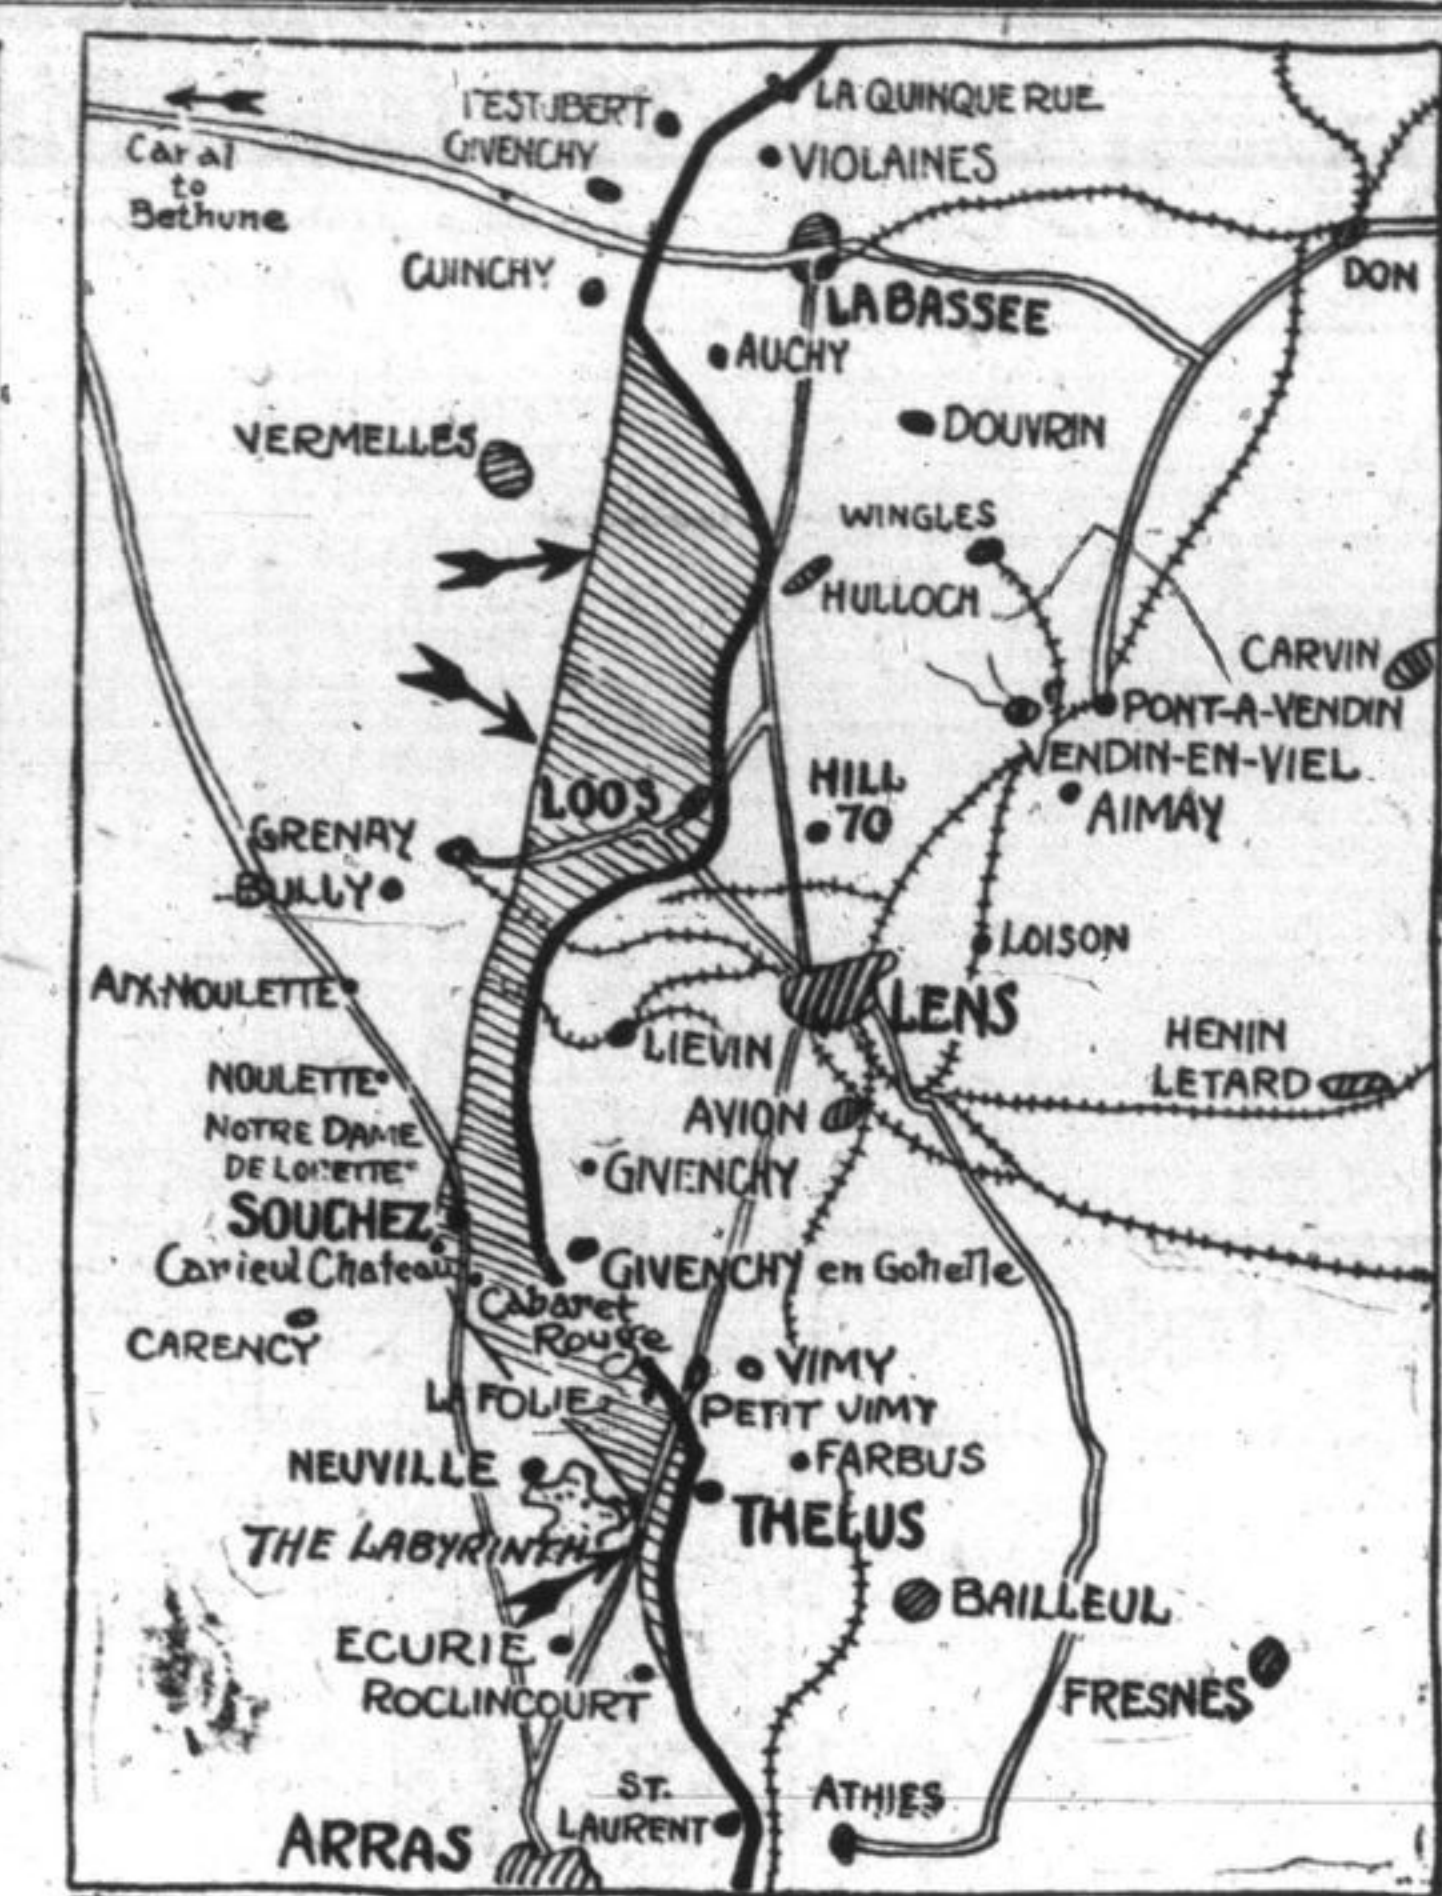 LA QUINQUE RUE
FESTUBERT
GIVENCHY
VIOLAINES
Canal
to
Bethune
CUINCHY
DON
LA BASSEE
AUCHY
VERMELLES
DOUVRIN
WINGLES
HULLOCH
CARVIN
PONT-A-VENDIN
VENDIN-EN-VIEL
HILL
70
LOOS
AIMAY
GRENAY
BULLY
LOISON
AIX-NOULETTE
LENS
HENIN
LETARD
LIEVIN
NOULETTE
AVION
NOTRE DAME
DE LORETTE
GIVENCHY
SOUCHEZ
Carieul Chateau
GIVENCHY en Gohelle
Cabaret
Rouge
CARENCY
VIMY
LA FOLIE
PETIT VIMY
NEUVILLE
FARBUS
THELUS
THE LABYRINTH
BAILLEUL
ECURIE
ROCLINCOURT
FRESNES
ST.
LAURENT
ATHIES
ARRAS